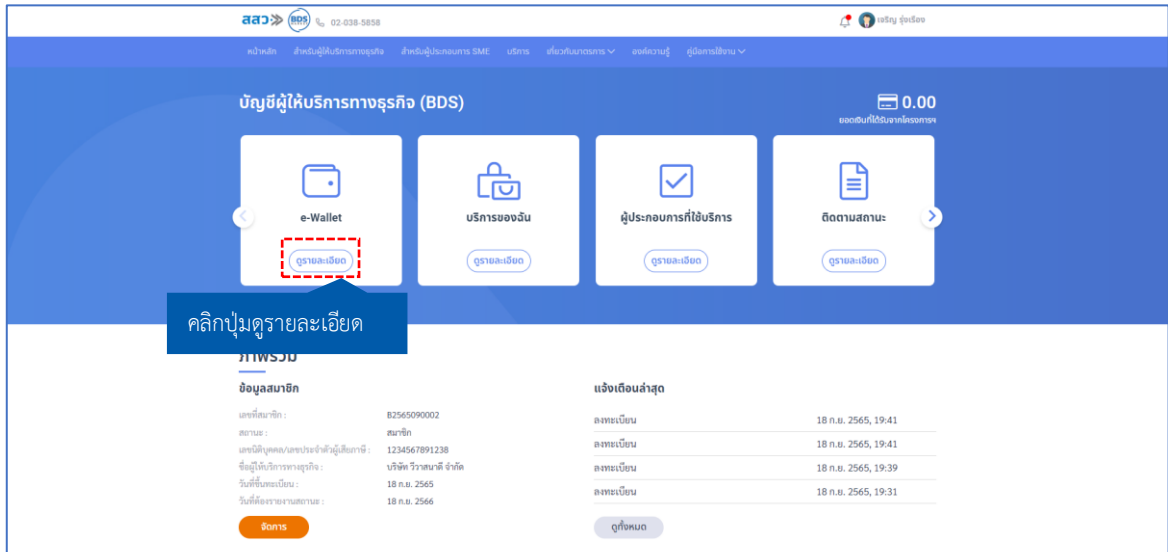 สสว BDS 02-038-5858
เจริญ รุ่งเรือง
หน้าหลัก สำหรับผู้ให้บริการทางธุรกิจ สำหรับผู้ประกอบการ SME บริการ เกี่ยวกับมาตรการ องค์ความรู้ คู่มือการใช้งาน
บัญชีผู้ให้บริการทางธุรกิจ (BDS)
0.00
ยอดเงินที่ได้รับจากโครงการฯ
e-Wallet
บริการของฉัน
ผู้ประกอบการที่ใช้บริการ
ติดตามสถานะ
ดูรายละเอียด
ดูรายละเอียด
ดูรายละเอียด
ดูรายละเอียด
คลิกปุ่มดูรายละเอียด
ภาพรวม
ข้อมูลสมาชิก
เลขที่สมาชิก : B2565090002
สถานะ : สมาชิก
เลขนิติบุคคล/เลขประจำตัวผู้เสียภาษี : 1234567891238
ชื่อผู้ให้บริการทางธุรกิจ : บริษัท วีวาสนาดี จำกัด
วันที่ขึ้นทะเบียน : 18 ก.ย. 2565
วันที่ต้องรายงานสถานะ : 18 ก.ย. 2566
จัดการ
แจ้งเตือนล่าสุด
ลงทะเบียน 18 ก.ย. 2565, 19:41
ลงทะเบียน 18 ก.ย. 2565, 19:41
ลงทะเบียน 18 ก.ย. 2565, 19:39
ลงทะเบียน 18 ก.ย. 2565, 19:31
ดูทั้งหมด